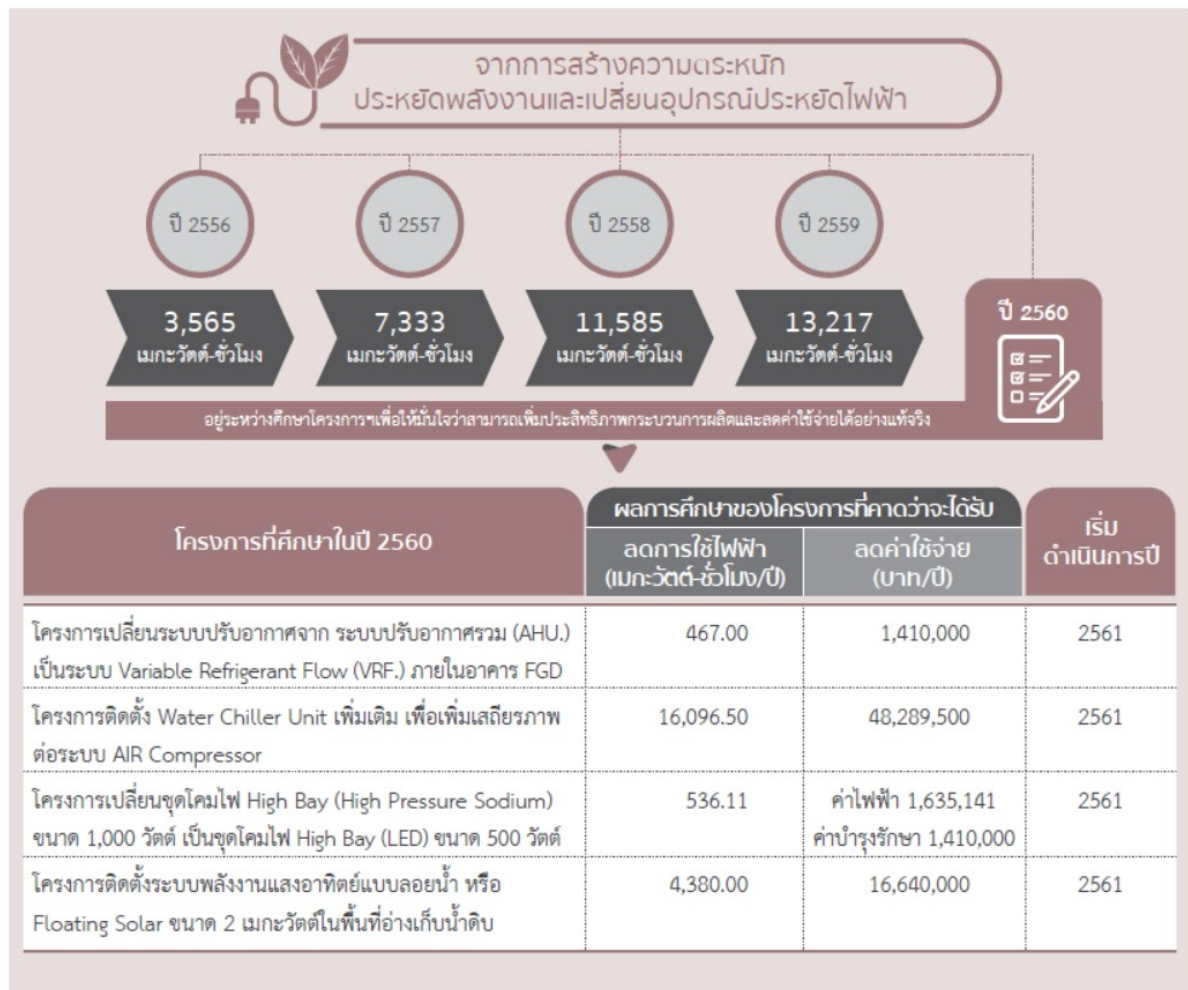 จากการสร้างความตระหนัก
ประหยัดพลังงานและเปลี่ยนอุปกรณ์ประหยัดไฟฟ้า
ปี 2556
ปี 2557
ปี 2558
ปี 2559
ปี 2560
3,565
เมกะวัตต์-ชั่วโมง
7,333
เมกะวัตต์-ชั่วโมง
11,585
เมกะวัตต์-ชั่วโมง
13,217
เมกะวัตต์-ชั่วโมง
อยู่ระหว่างศึกษาโครงการฯเพื่อให้มั่นใจว่าสามารถเพิ่มประสิทธิภาพกระบวนการผลิตและลดค่าใช้จ่ายได้อย่างแท้จริง
โครงการที่ศึกษาในปี 2560
ผลการศึกษาของโครงการที่คาดว่าจะได้รับ
ลดการใช้ไฟฟ้า
(เมกะวัตต์-ชั่วโมง/ปี)
ลดค่าใช้จ่าย
(บาท/ปี)
เริ่ม
ดำเนินการปี
โครงการเปลี่ยนระบบปรับอากาศจาก ระบบปรับอากาศรวม (AHU.)
เป็นระบบ Variable Refrigerant Flow (VRF.) ภายในอาคาร FGD
467.00
1,410,000
2561
โครงการติดตั้ง Water Chiller Unit เพิ่มเติม เพื่อเพิ่มเสถียรภาพ
ต่อระบบ AIR Compressor
16,096.50
48,289,500
2561
โครงการเปลี่ยนชุดโคมไฟ High Bay (High Pressure Sodium)
ขนาด 1,000 วัตต์ เป็นชุดโคมไฟ High Bay (LED) ขนาด 500 วัตต์
536.11
ค่าไฟฟ้า 1,635,141
ค่าบำรุงรักษา 1,410,000
2561
โครงการติดตั้งระบบพลังงานแสงอาทิตย์แบบลอยน้ำ หรือ
Floating Solar ขนาด 2 เมกะวัตต์ในพื้นที่อ่างเก็บน้ำดิบ
4,380.00
16,640,000
2561